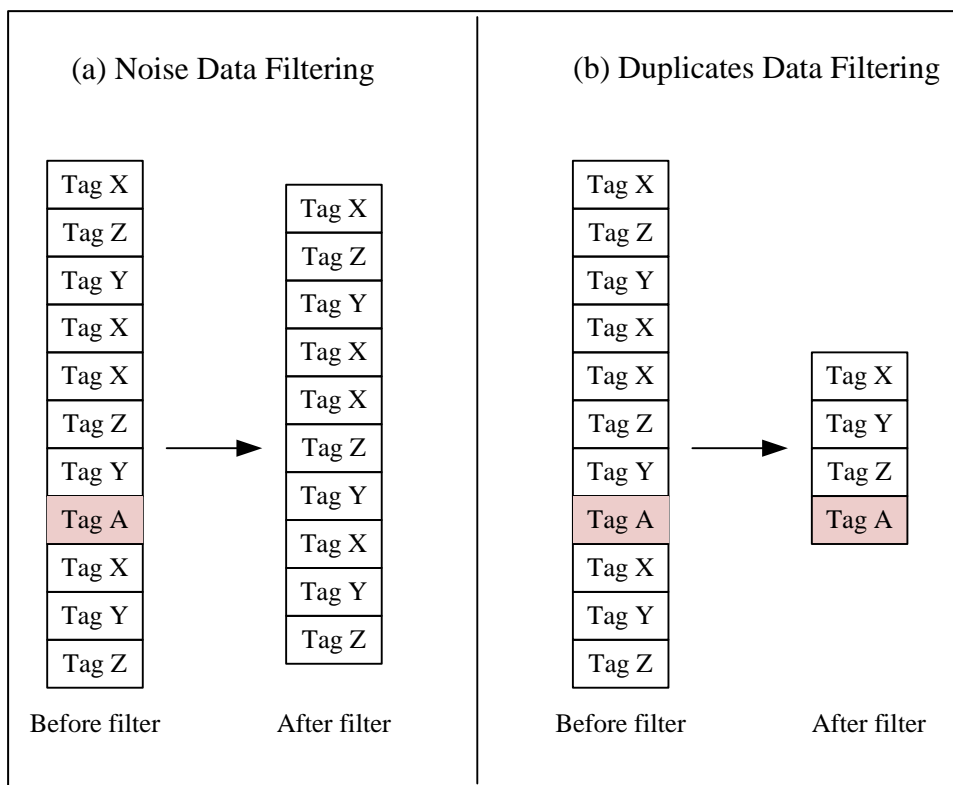 (a) Noise Data Filtering
Tag X
Tag Z
Tag Y
Tag X
Tag X
Tag Z
Tag Y
Tag A
Tag X
Tag Y
Tag Z
Before filter
Tag X
Tag Z
Tag Y
Tag X
Tag X
Tag Z
Tag Y
Tag X
Tag Y
Tag Z
After filter
(b) Duplicates Data Filtering
Tag X
Tag Z
Tag Y
Tag X
Tag X
Tag Z
Tag Y
Tag A
Tag X
Tag Y
Tag Z
Before filter
Tag X
Tag Y
Tag Z
Tag A
After filter